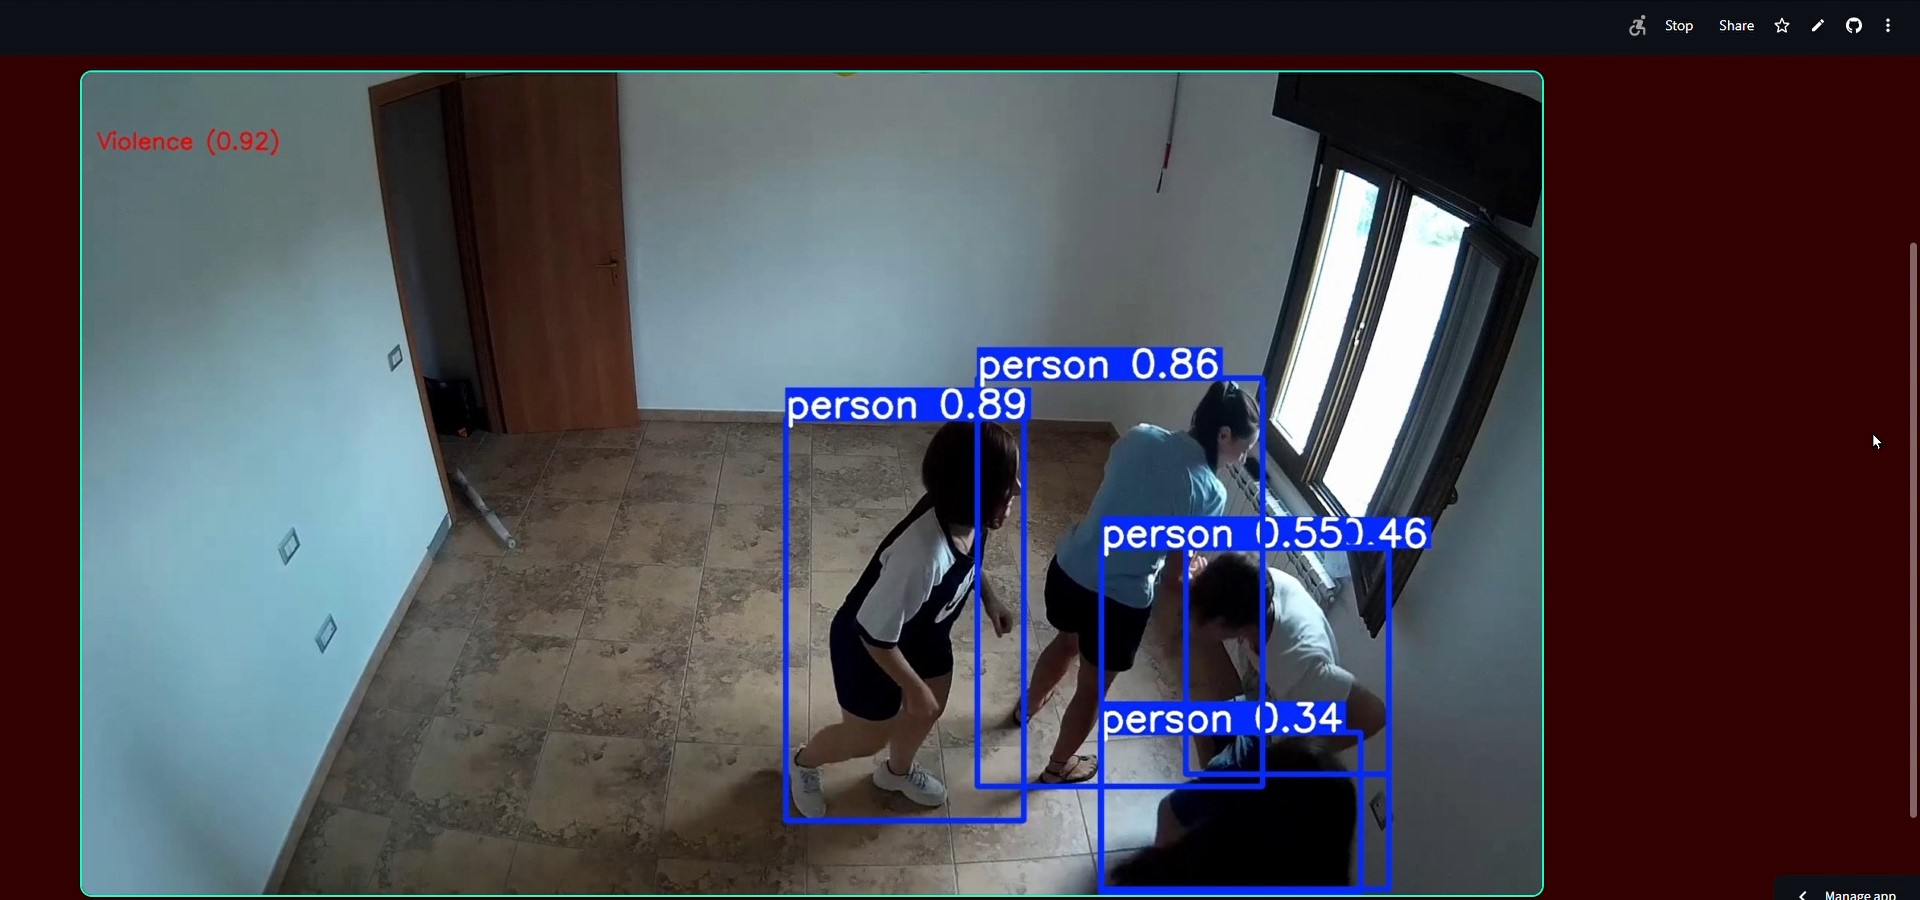 Stop Share
Violence (0.92)
person 0.86
person 0.89
person 0.55 0.46
person 0.34
Manage app